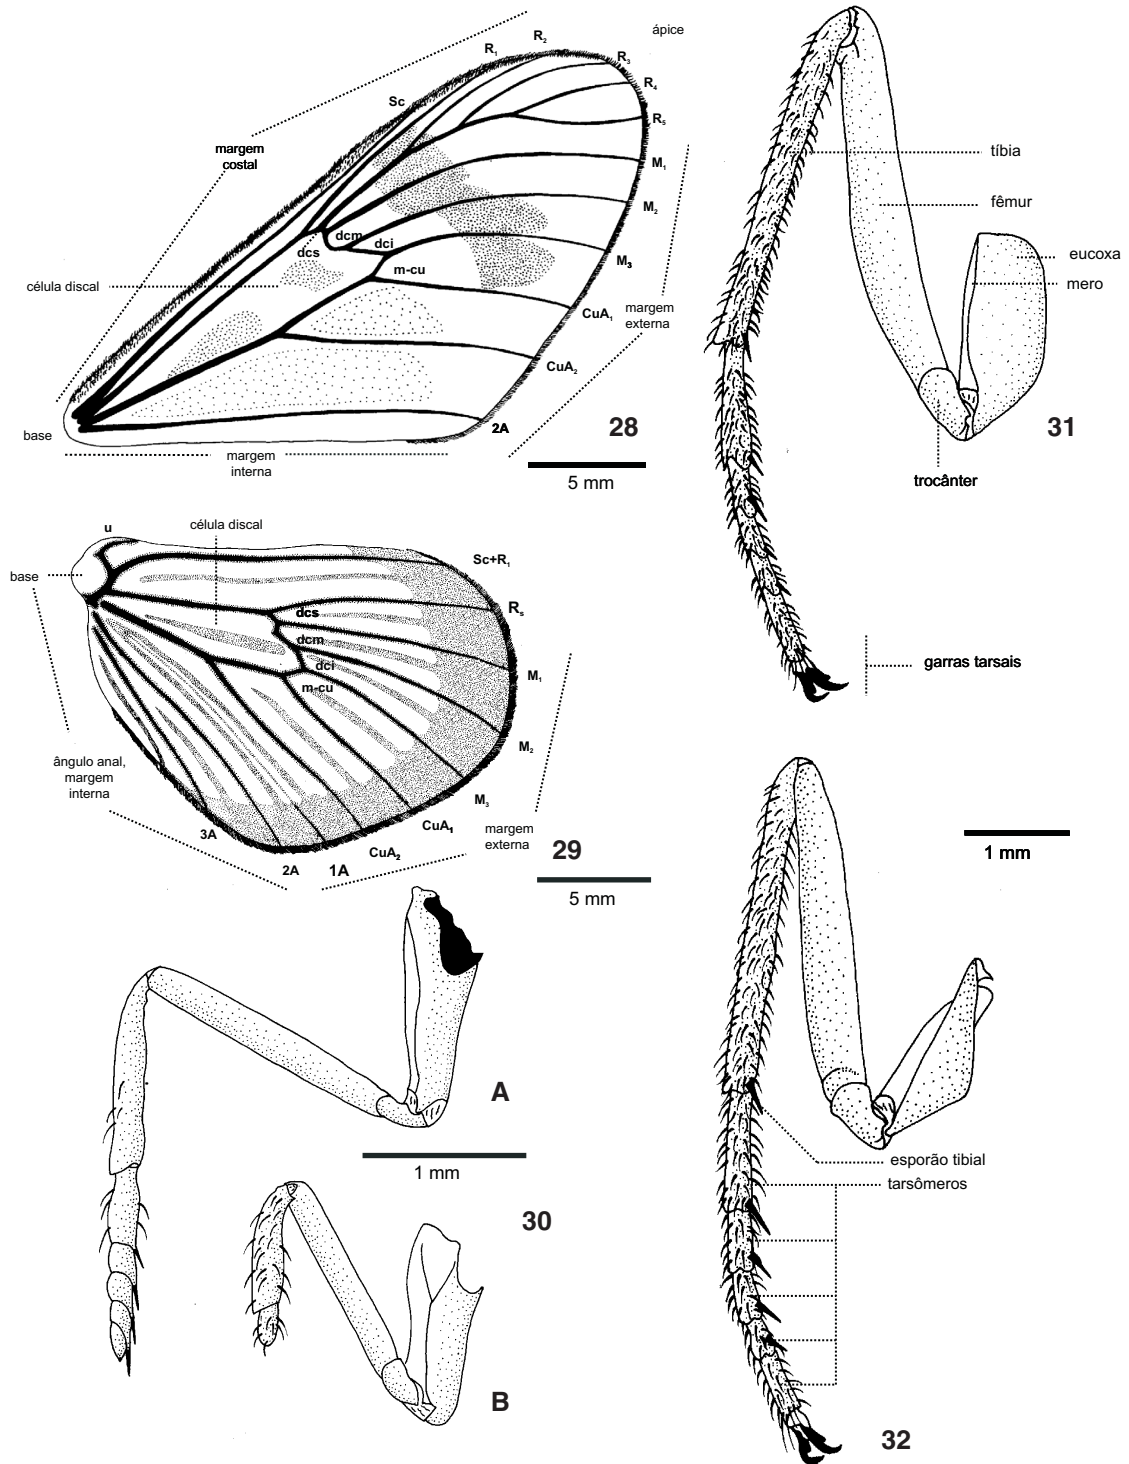 R₁
R₂
ápice
R₃
R₄
R₅
Sc
margem
costal
M₁
M₂
M₃
dcm
dcs
dci
m-cu
célula discal
CuA₁
margem
externa
CuA₂
2A
base
margem
interna
28
5 mm
tíbia
fêmur
eucoxa
mero
31
trocânter
garras tarsais
u
célula discal
base
Sc+R₁
Rs
dcs
dcm
dci
m-cu
M₁
M₂
M₃
ângulo anal,
margem
interna
3A
2A
1A
CuA₂
CuA₁
margem
externa
29
5 mm
1 mm
A
1 mm
30
B
esporão tibial
tarsômeros
32